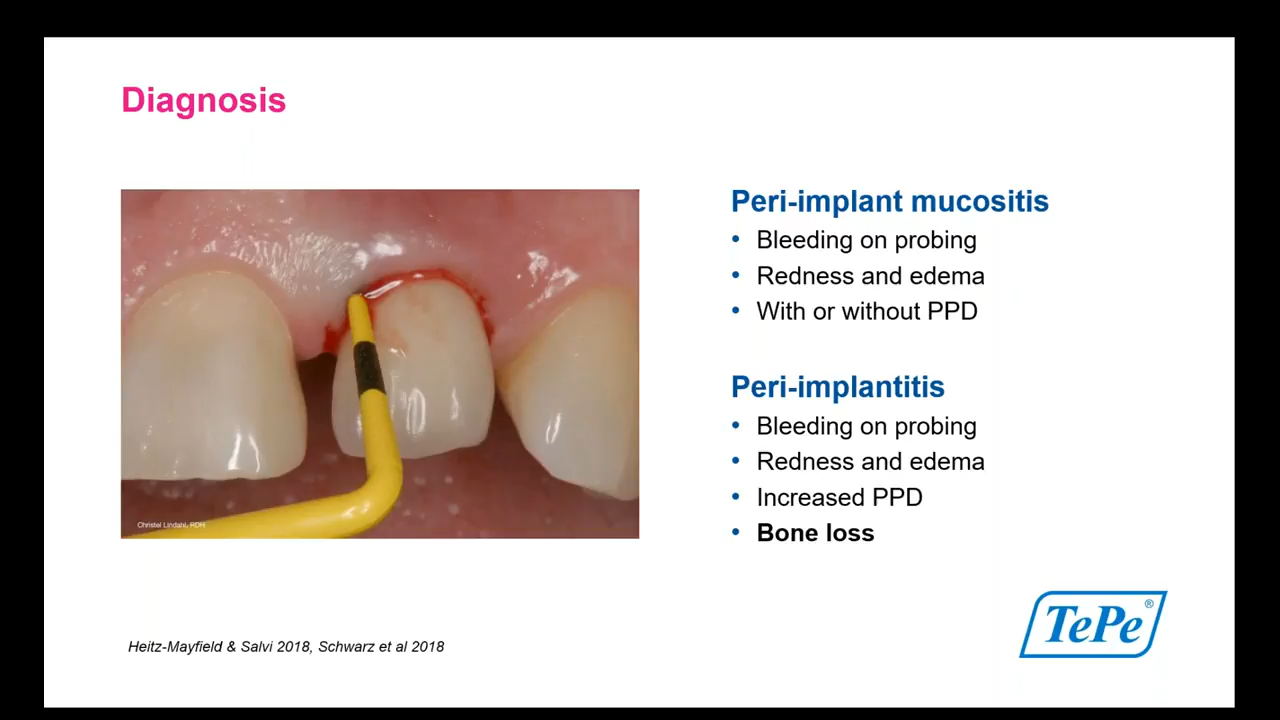 Diagnosis
Peri-implant mucositis
• Bleeding on probing
• Redness and edema
• With or without PPD
Peri-implantitis
• Bleeding on probing
• Redness and edema
• Increased PPD
• Bone loss
Christel Lindahl, RDH
Heitz-Mayfield & Salvi 2018, Schwarz et al 2018
TePe®